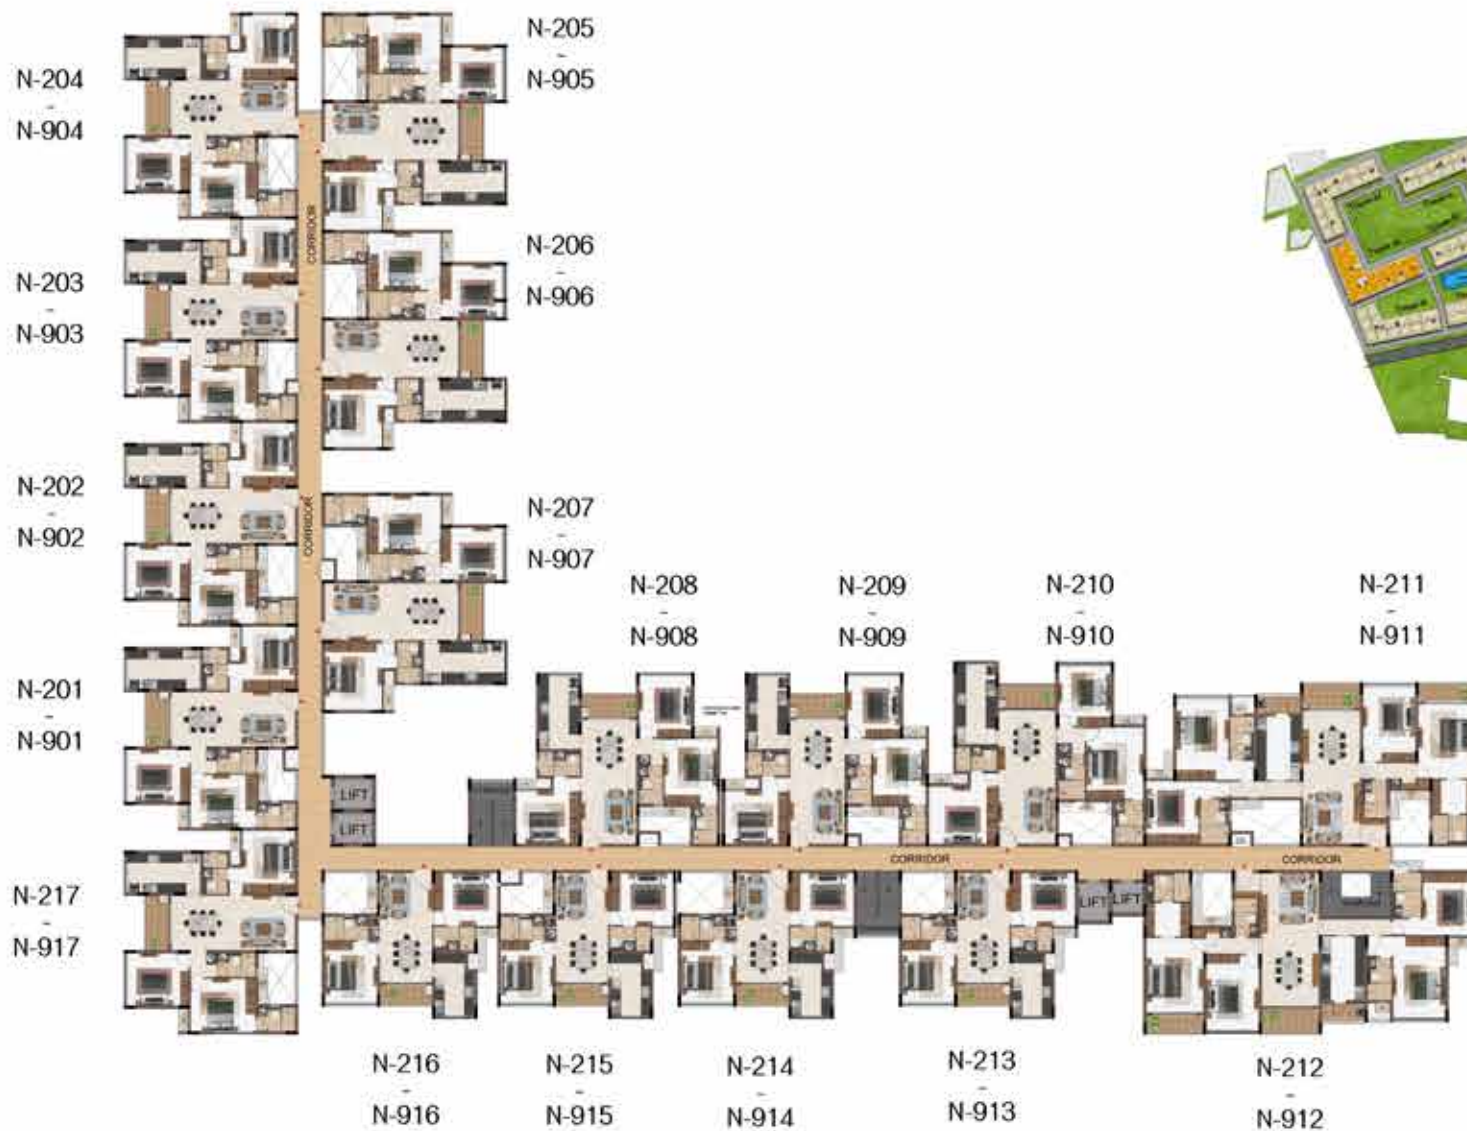 N-205
-
N-905
N-204
-
N-904
CORRIDOR
N-206
-
N-906
N-203
-
N-903
N-202
-
N-902
CORRIDOR
N-207
-
N-907
N-208
-
N-908
N-209
-
N-909
N-210
-
N-910
N-211
-
N-911
N-201
-
N-901
LIFT
LIFT
CORRIDOR
CORRIDOR
N-217
-
N-917
LIFT
LIFT
N-216
-
N-916
N-215
-
N-915
N-214
-
N-914
N-213
-
N-913
N-212
-
N-912